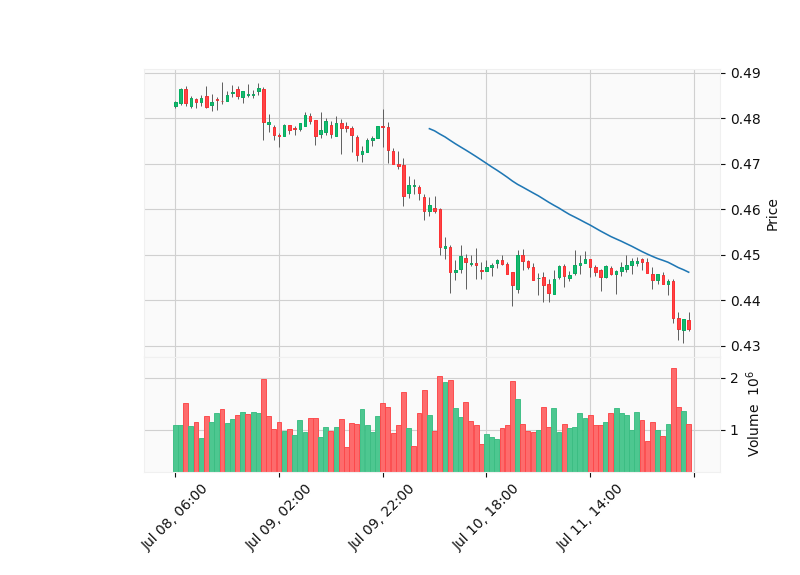 0.49
0.48
0.47
0.46
0.45
0.44
0.43
Price
2
1
Volume 10^6
Jul 08, 06:00
Jul 09, 02:00
Jul 09, 22:00
Jul 10, 18:00
Jul 11, 14:00